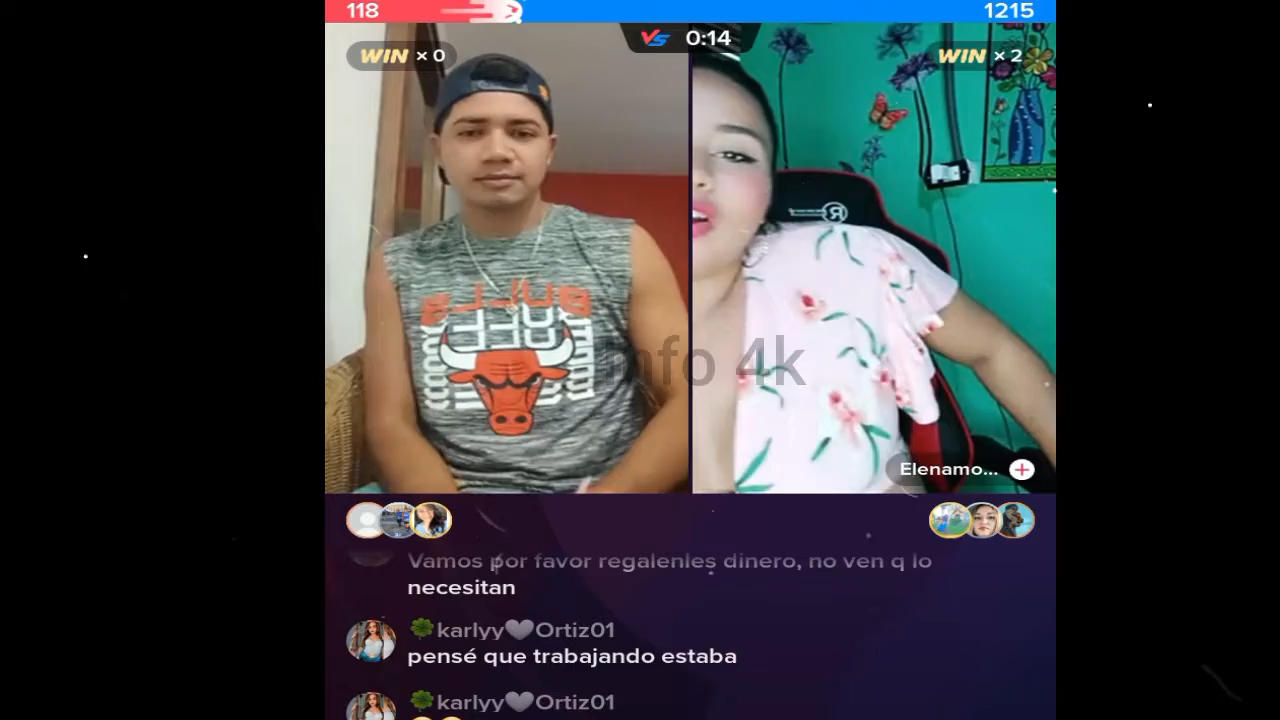 118
1215
VS 0:14
WIN × 0
WIN × 2
BULLS
R
info 4k
Elenamo...
Vamos por favor regalenles dinero, no ven q lo
necesitan
karlyy🤍Ortiz01
pensé que trabajando estaba
karlyy🤍Ortiz01